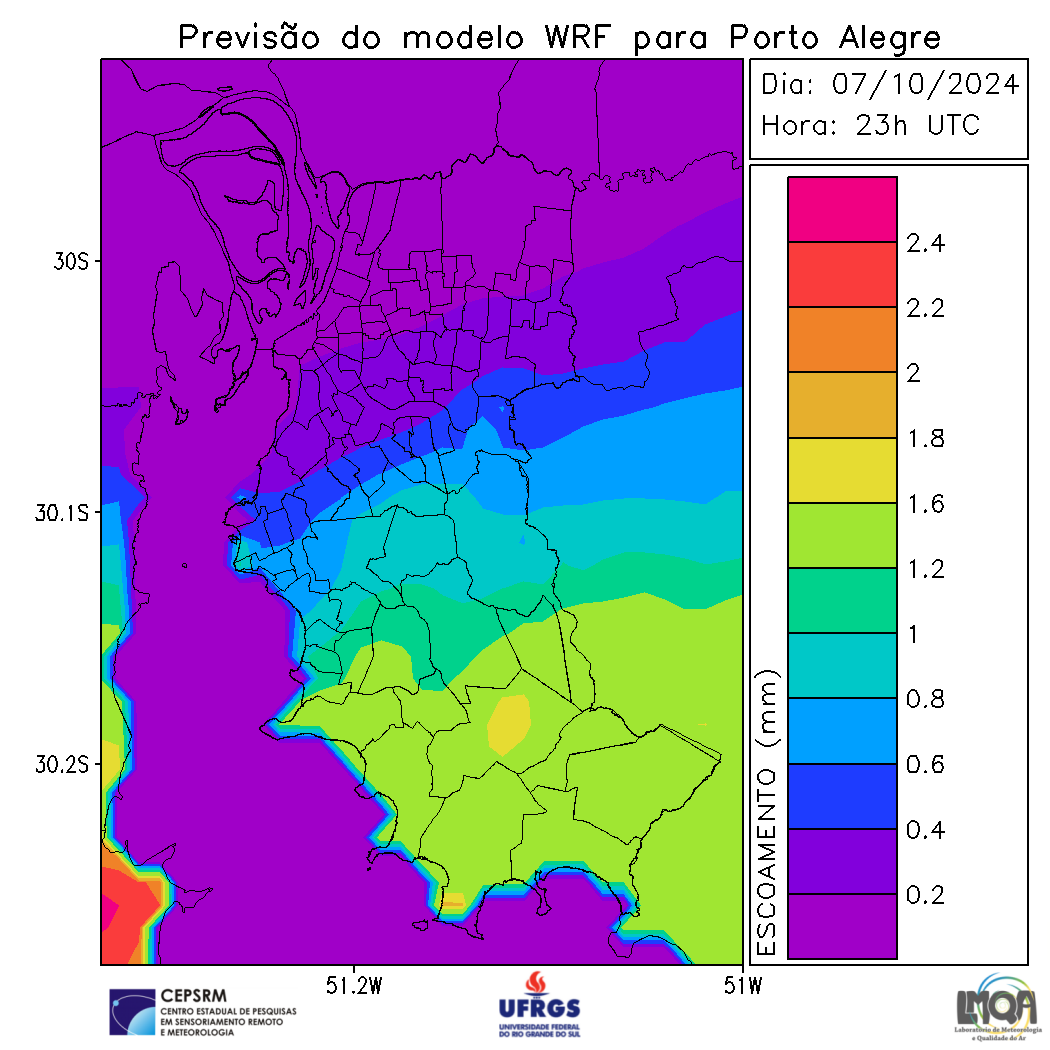 Previsão do modelo WRF para Porto Alegre
Dia: 07/10/2024
Hora: 23h UTC
30S
30.1S
30.2S
51.2W
51W
ESCOAMENTO (mm)
2.4
2.2
2
1.8
1.6
1.2
1
0.8
0.6
0.4
0.2
CEPSRM
CENTRO ESTADUAL DE PESQUISAS
EM SENSORIAMENTO REMOTO
E METEOROLOGIA
UFRGS
UNIVERSIDADE FEDERAL
DO RIO GRANDE DO SUL
LMQA
Laboratório de Meteorologia
e Qualidade do Ar